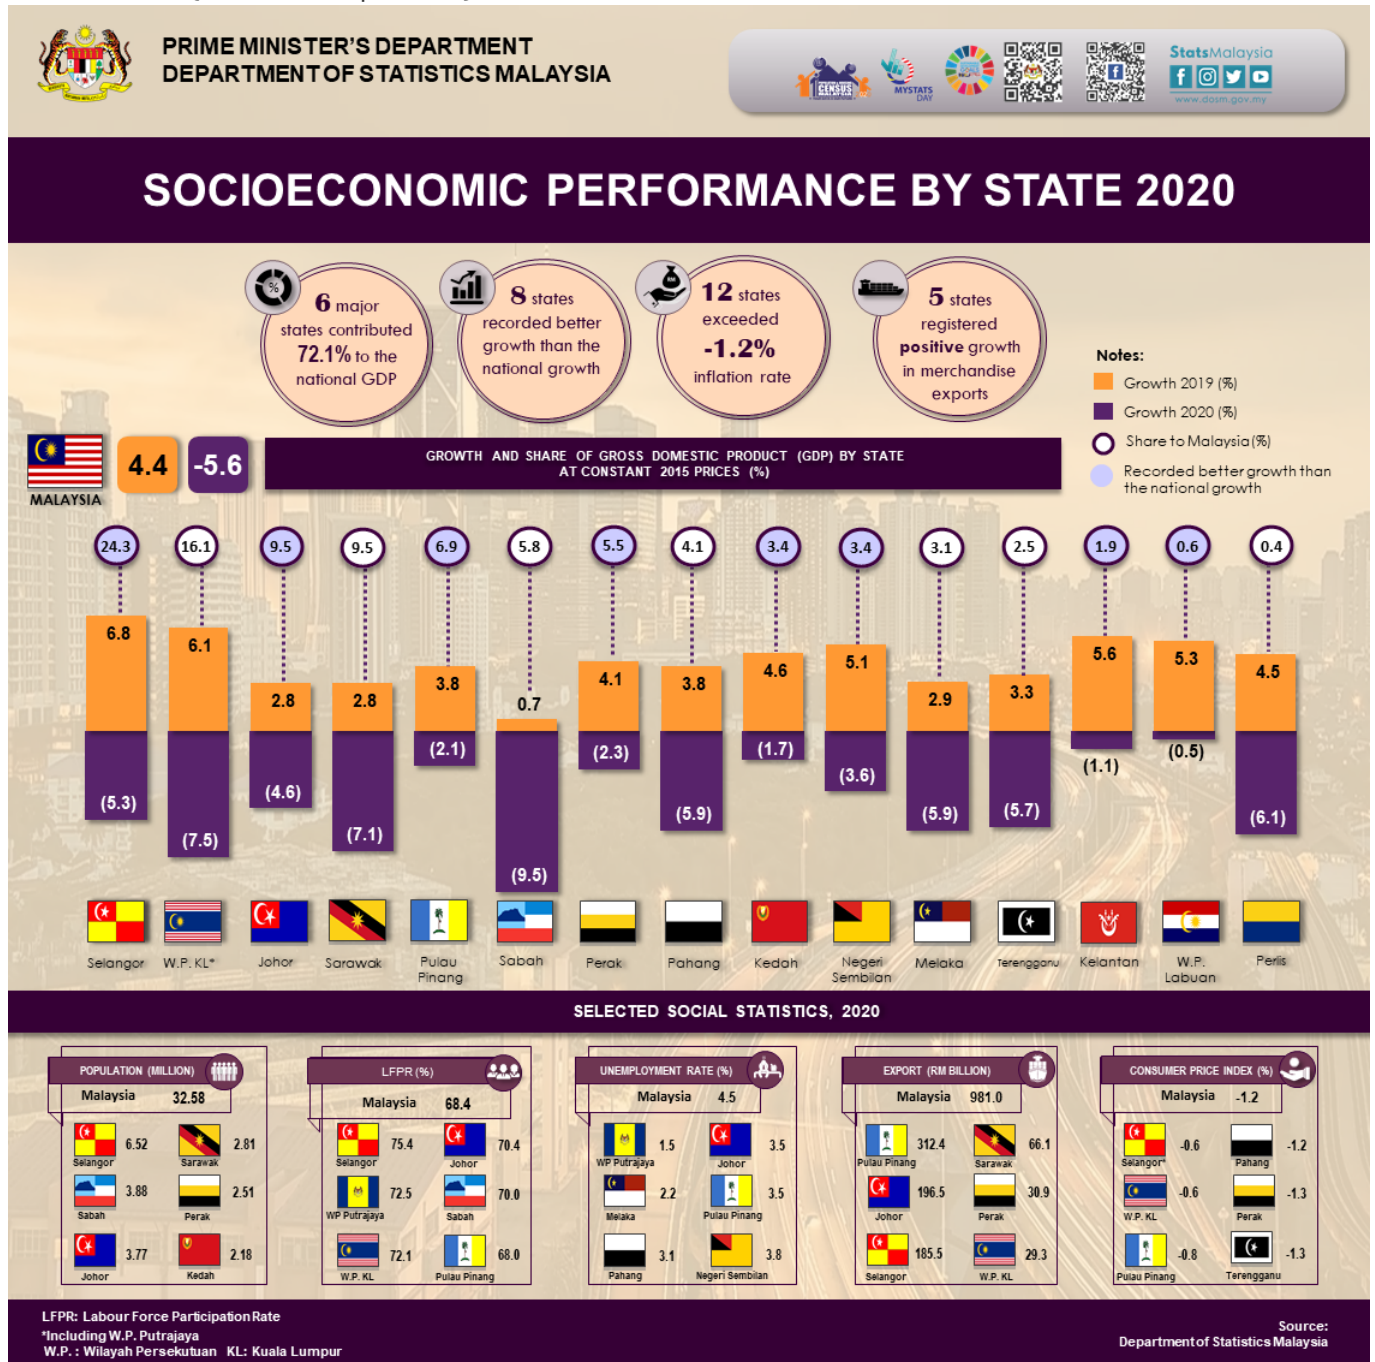 PRIME MINISTER'S DEPARTMENT
DEPARTMENT OF STATISTICS MALAYSIA
CENSUS
MYSTATS
DAY
StatsMalaysia
www.dosm.gov.my
SOCIOECONOMIC PERFORMANCE BY STATE 2020
%
6 major
states contributed
72.1% to the
national GDP
8 states
recorded better
growth than the
national growth
RM
12 states
exceeded
-1.2%
inflation rate
5 states
registered
positive growth
in merchandise
exports
Notes:
Growth 2019 (%)
Growth 2020 (%)
Share to Malaysia (%)
Recorded better growth than
the national growth
MALAYSIA
4.4
-5.6
GROWTH AND SHARE OF GROSS DOMESTIC PRODUCT (GDP) BY STATE
AT CONSTANT 2015 PRICES (%)
24.3 16.1 9.5 9.5 6.9 5.8 5.5 4.1 3.4 3.4 3.1 2.5 1.9 0.6 0.4
6.8 6.1 2.8 2.8 3.8 0.7 4.1 3.8 4.6 5.1 2.9 3.3 5.6 5.3 4.5
(5.3) (7.5) (4.6) (7.1) (2.1) (9.5) (2.3) (5.9) (1.7) (3.6) (5.9) (5.7) (1.1) (0.5) (6.1)
Selangor W.P. KL* Johor Sarawak Pulau Pinang Sabah Perak Pahang Kedah Negeri Sembilan Melaka Terengganu Kelantan W.P. Labuan Perlis
SELECTED SOCIAL STATISTICS, 2020
POPULATION (MILLION)
Malaysia 32.58
6.52 2.81
Selangor Sarawak
3.88 2.51
Sabah Perak
3.77 2.18
Johor Kedah
LFPR (%)
Malaysia 68.4
75.4 70.4
Selangor Johor
72.5 70.0
WP Putrajaya Sabah
72.1 68.0
W.P. KL Pulau Pinang
UNEMPLOYMENT RATE (%)
Malaysia 4.5
1.5 3.5
WP Putrajaya Johor
2.2 3.5
Melaka Pulau Pinang
3.1 3.8
Pahang Negeri Sembilan
EXPORT (RM BILLION)
Malaysia 981.0
312.4 66.1
Pulau Pinang Sarawak
196.5 30.9
Johor Perak
185.5 29.3
Selangor W.P. KL
CONSUMER PRICE INDEX (%)
Malaysia -1.2
-0.6 -1.2
Selangor* Pahang
-0.6 -1.3
W.P. KL Perak
-0.8 -1.3
Pulau Pinang Terengganu
LFPR: Labour Force Participation Rate
*Including W.P. Putrajaya
W.P. : Wilayah Persekutuan KL: Kuala Lumpur
Source:
Department of Statistics Malaysia